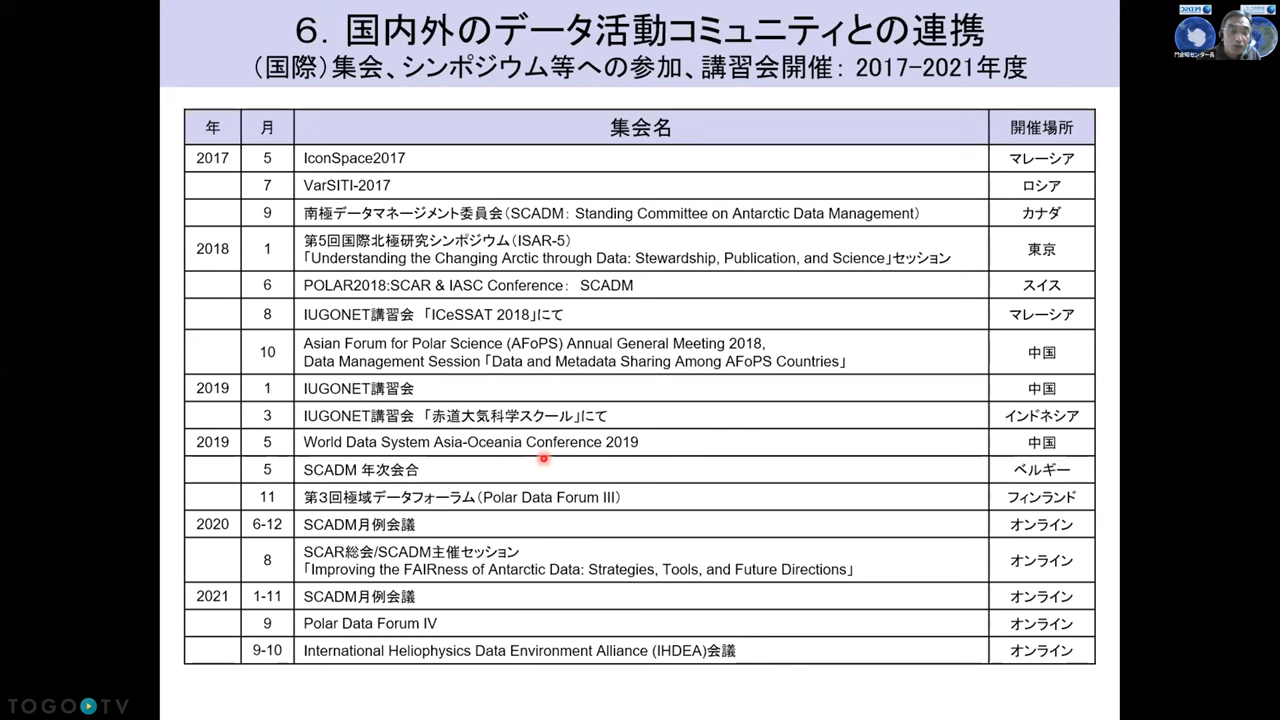 6. 国内外のデータ活動コミュニティとの連携
(国際)集会、シンポジウム等への参加、講習会開催: 2017-2021年度
年 月 集会名 開催場所
2017 5 IconSpace2017 マレーシア
7 VarSITI-2017 ロシア
9 南極データマネージメント委員会(SCADM: Standing Committee on Antarctic Data Management) カナダ
2018 1 第5回国際北極研究シンポジウム(ISAR-5)
「Understanding the Changing Arctic through Data: Stewardship, Publication, and Science」セッション 東京
6 POLAR2018:SCAR & IASC Conference: SCADM スイス
8 IUGONET講習会 「ICeSSAT 2018」にて マレーシア
10 Asian Forum for Polar Science (AFoPS) Annual General Meeting 2018,
Data Management Session「Data and Metadata Sharing Among AFoPS Countries」 中国
2019 1 IUGONET講習会 中国
3 IUGONET講習会 「赤道大気科学スクール」にて インドネシア
2019 5 World Data System Asia-Oceania Conference 2019 中国
5 SCADM 年次会合 ベルギー
11 第3回極域データフォーラム(Polar Data Forum III) フィンランド
2020 6-12 SCADM月例会議 オンライン
8 SCAR総会/SCADM主催セッション
「Improving the FAIRness of Antarctic Data: Strategies, Tools, and Future Directions」 オンライン
2021 1-11 SCADM月例会議 オンライン
9 Polar Data Forum IV オンライン
9-10 International Heliophysics Data Environment Alliance (IHDEA)会議 オンライン
TOGO TV